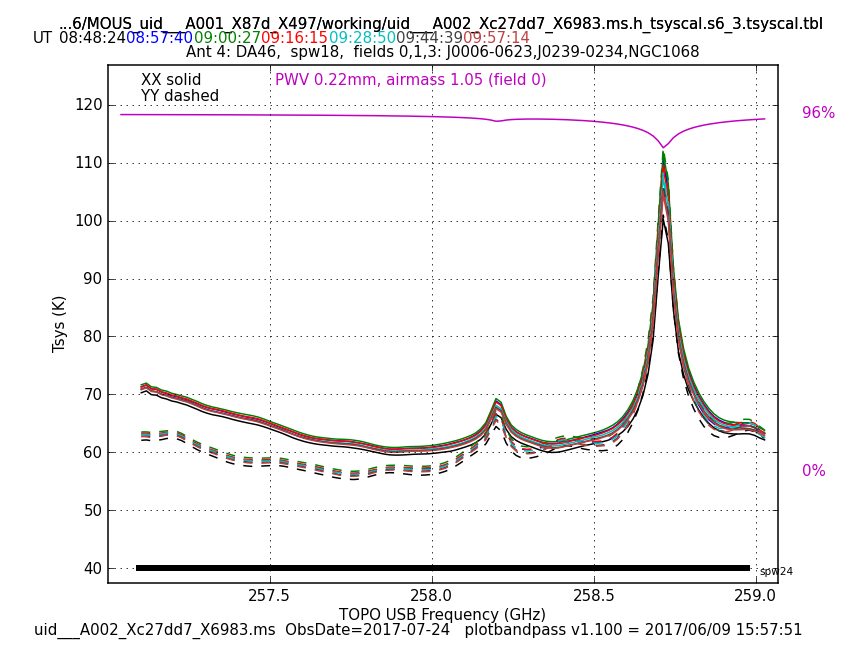 ...6/MOUS_uid___A001_X87d_X497/working/uid___A002_Xc27dd7_X6983.ms.h_tsyscal.s6_3.tsyscal.tbl
UT 08:48:24 08:57:40 09:00:27 09:16:15 09:28:50 09:44:39 09:57:14
Ant 4: DA46, spw18, fields 0,1,3: J0006-0623,J0239-0234,NGC1068
XX solid PWV 0.22mm, airmass 1.05 (field 0)
YY dashed
120
96%
110
100
90
80
70
60
50
40
0%
Tsys (K)
spw24
257.5 258.0 258.5 259.0
TOPO USB Frequency (GHz)
uid___A002_Xc27dd7_X6983.ms ObsDate=2017-07-24 plotbandpass v1.100 = 2017/06/09 15:57:51